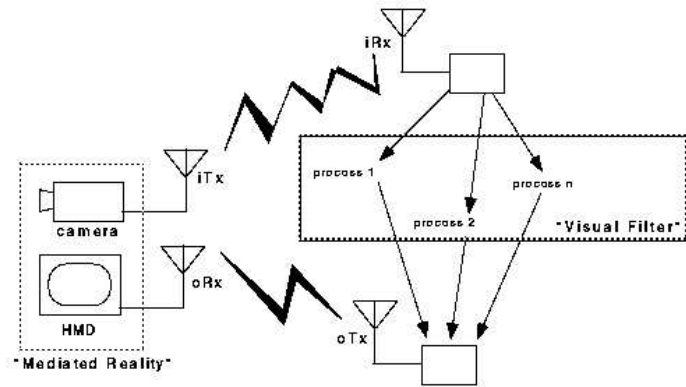 iRx
process 1
process n
iTx
process 2
"Visual Filter"
camera
oRx
HMD
oTx
"Mediated Reality"